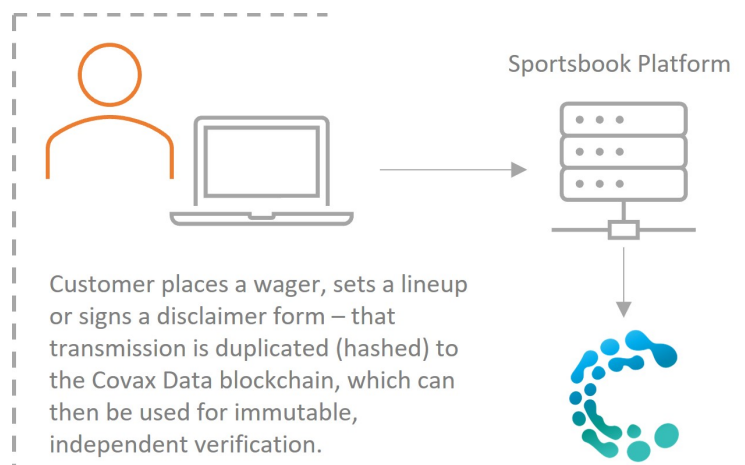 Sportsbook Platform
Customer places a wager, sets a lineup
or signs a disclaimer form – that
transmission is duplicated (hashed) to
the Covax Data blockchain, which can
then be used for immutable,
independent verification.